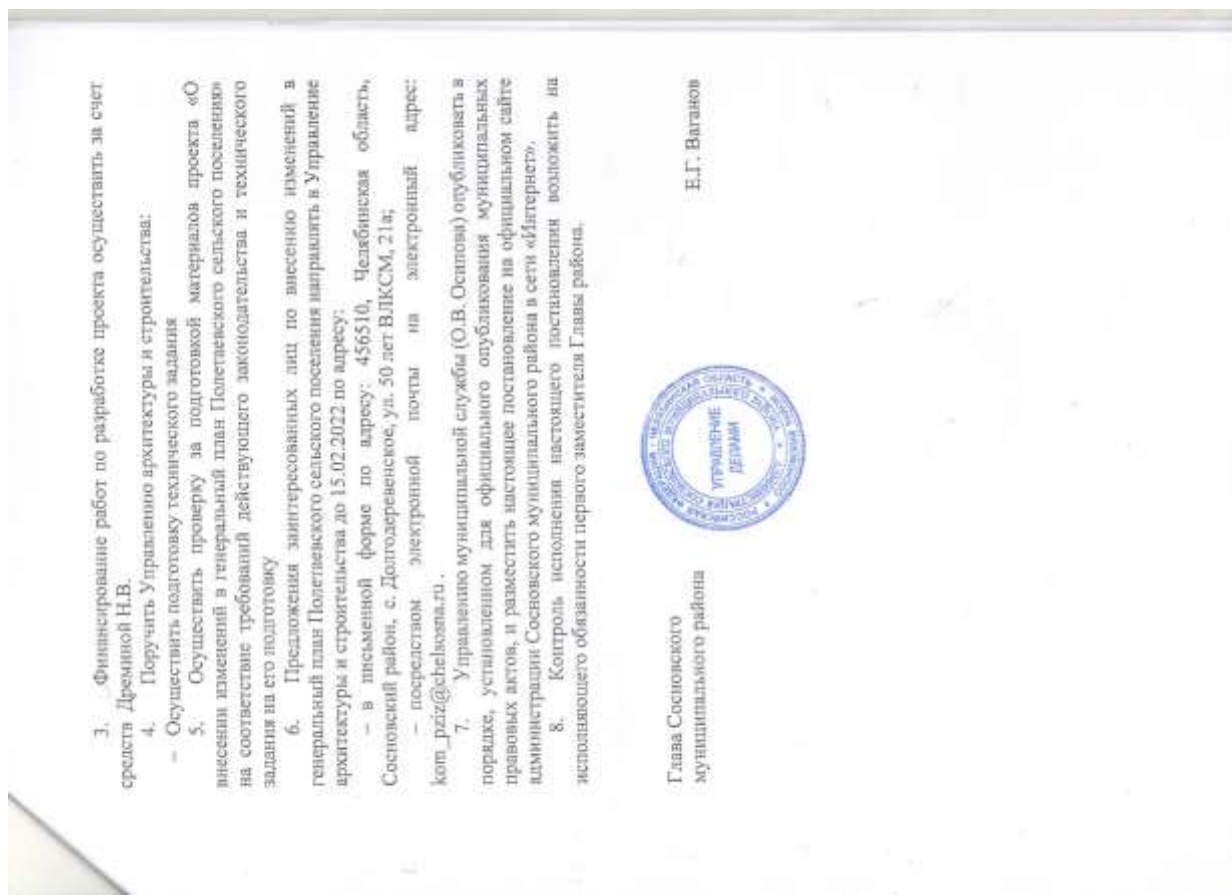 3. Финансирование работ по разработке проекта осуществить за счет
средств Дреминой Н.В.
4. Поручить Управлению архитектуры и строительства:
– Осуществить подготовку технического задания
5. Осуществить проверку за подготовкой материалов проекта «О
внесении изменений в генеральный план Полетаевского сельского поселения»
на соответствие требований действующего законодательства и технического
задания на его подготовку
6. Предложения заинтересованных лиц по внесению изменений в
генеральный план Полетаевского сельского поселения направлять в Управление
архитектуры и строительства до 15.02.2022 по адресу:
– в письменной форме по адресу: 456510, Челябинская область,
Сосновский район, с. Долгодеревенское, ул. 50 лет ВЛКСМ, 21а;
– посредством электронной почты на электронный адрес:
kom_pziz@chelsosna.ru .
7. Управлению муниципальной службы (О.В. Осипова) опубликовать в
порядке, установленном для официального опубликования муниципальных
правовых актов, и разместить настоящее постановление на официальном сайте
администрации Сосновского муниципального района в сети «Интернет».
8. Контроль исполнения настоящего постановления возложить на
исполняющего обязанности первого заместителя Главы района.
Глава Сосновского
муниципального района
Е.Г. Ваганов
УПРАВЛЕНИЕ
ДЕЛАМИ